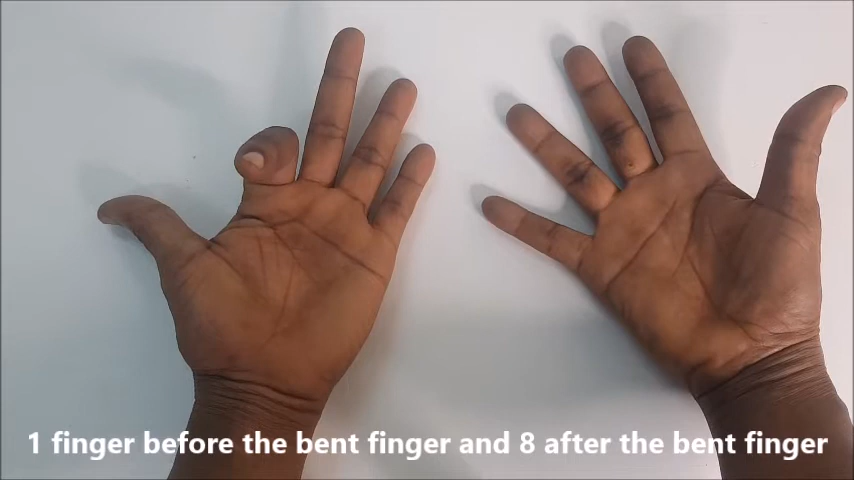 1 finger before the bent finger and 8 after the bent finger